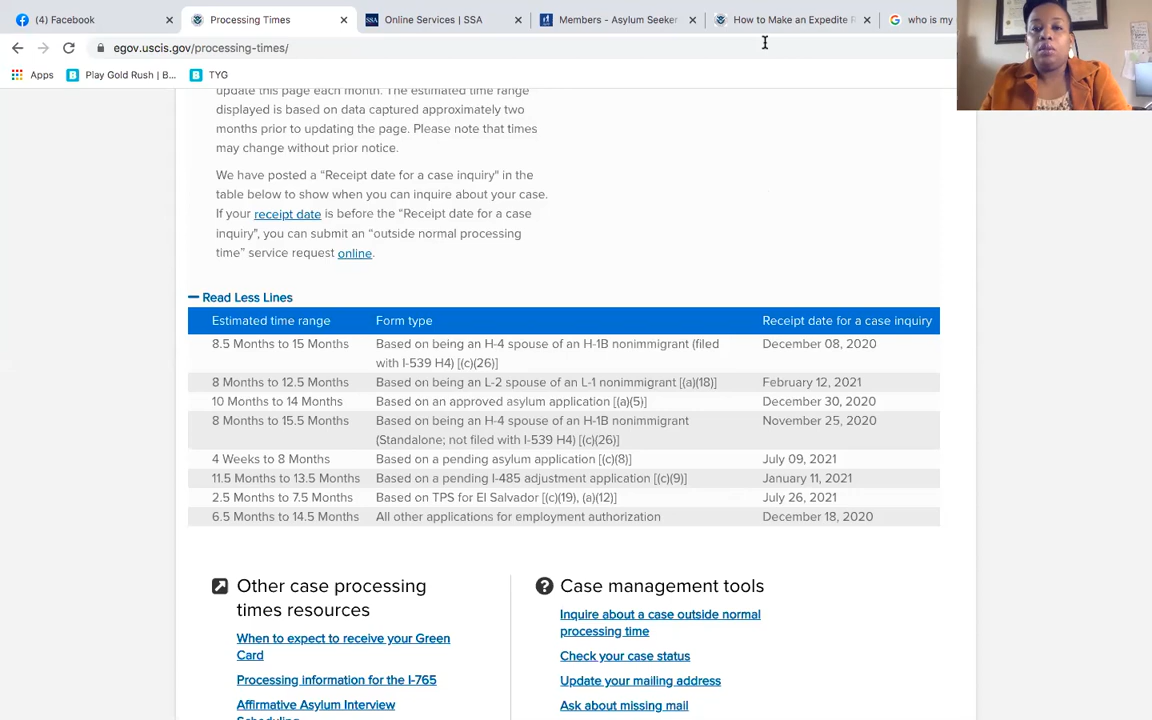 (4) Facebook
Processing Times
Online Services | SSA
Members - Asylum Seeker
How to Make an Expedite R
who is my
egov.uscis.gov/processing-times/
Apps
Play Gold Rush | B...
TYG
update this page each month. The estimated time range
displayed is based on data captured approximately two
months prior to updating the page. Please note that times
may change without prior notice.
We have posted a “Receipt date for a case inquiry" in the
table below to show when you can inquire about your case.
If your receipt date is before the “Receipt date for a case
inquiry”, you can submit an “outside normal processing
time” service request online.
Read Less Lines
Estimated time range Form type Receipt date for a case inquiry
8.5 Months to 15 Months Based on being an H-4 spouse of an H-1B nonimmigrant (filed December 08, 2020
with I-539 H4) [(c)(26)]
8 Months to 12.5 Months Based on being an L-2 spouse of an L-1 nonimmigrant [(a)(18)] February 12, 2021
10 Months to 14 Months Based on an approved asylum application [(a)(5)] December 30, 2020
8 Months to 15.5 Months Based on being an H-4 spouse of an H-1B nonimmigrant November 25, 2020
(Standalone; not filed with I-539 H4) [(c)(26)]
4 Weeks to 8 Months Based on a pending asylum application [(c)(8)] July 09, 2021
11.5 Months to 13.5 Months Based on a pending I-485 adjustment application [(c)(9)] January 11, 2021
2.5 Months to 7.5 Months Based on TPS for El Salvador [(c)(19), (a)(12)] July 26, 2021
6.5 Months to 14.5 Months All other applications for employment authorization December 18, 2020
Other case processing
times resources
When to expect to receive your Green
Card
Processing information for the I-765
Affirmative Asylum Interview
Case management tools
Inquire about a case outside normal
processing time
Check your case status
Update your mailing address
Ask about missing mail